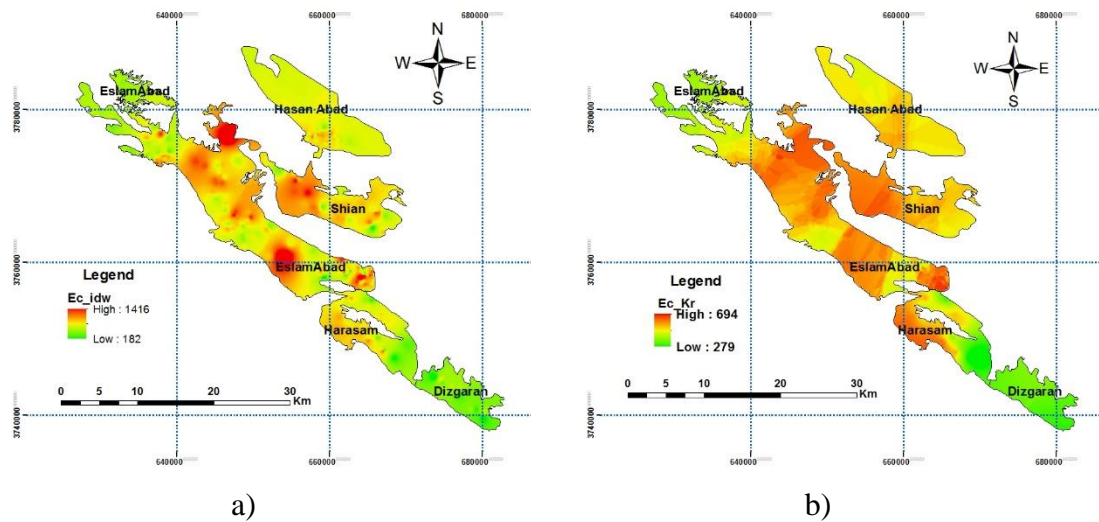 640000 660000 680000
N
W E
S
EslamAbad
Hasan Abad
3780000
Shian
3760000
EslamAbad
Legend
Ec_idw
High : 1416
Low : 182
Harasam
0 5 10 20 30
Km
Dizgaran
3740000
640000 660000 680000
a)
640000 660000 680000
N
W E
S
EslamAbad
Hasan Abad
3780000
Shian
3760000
EslamAbad
Legend
Ec_Kr
High : 694
Low : 279
Harasam
0 5 10 20 30
Km
Dizgaran
3740000
640000 660000 680000
b)